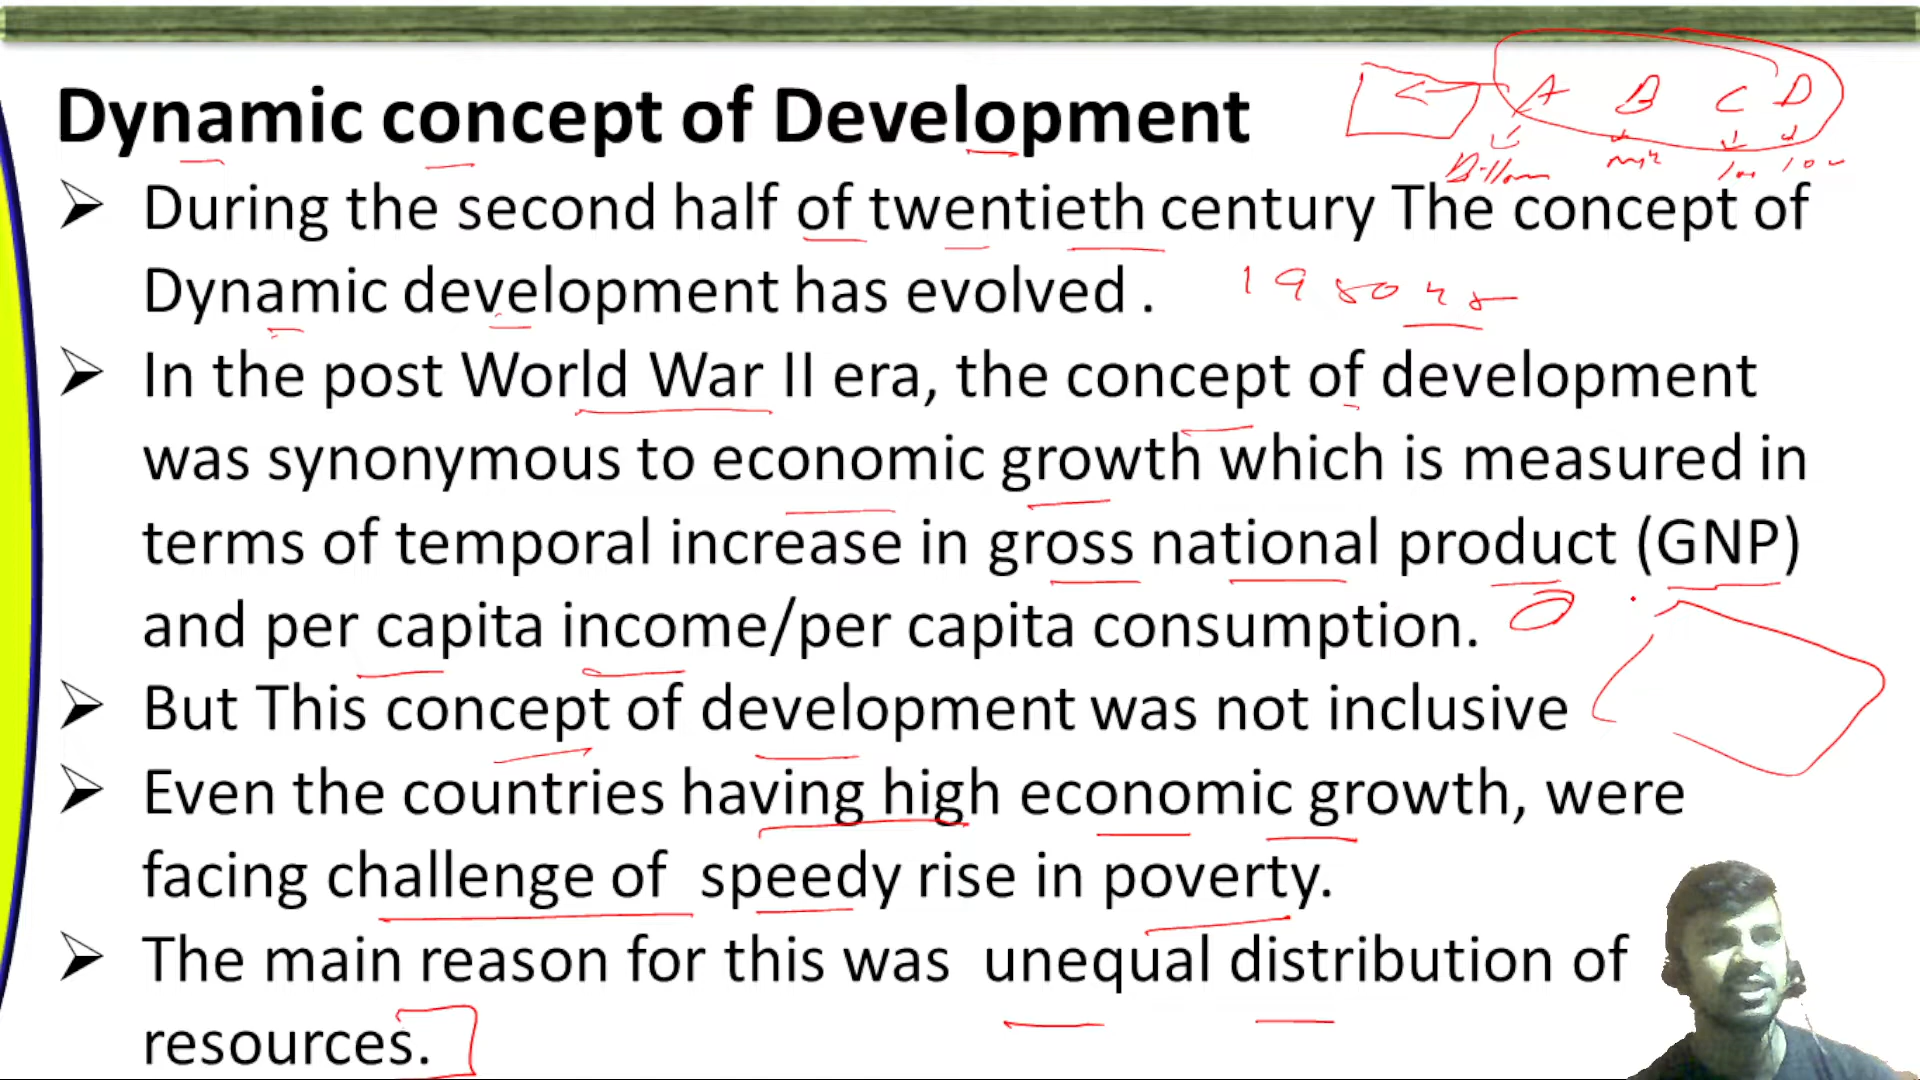 Dynamic concept of Development
A B C D
During the second half of twentieth century The concept of
Dynamic development has evolved .
In the post World War II era, the concept of development
was synonymous to economic growth which is measured in
terms of temporal increase in gross national product (GNP)
and per capita income/per capita consumption.
But This concept of development was not inclusive
Even the countries having high economic growth, were
facing challenge of speedy rise in poverty.
The main reason for this was unequal distribution of
resources.